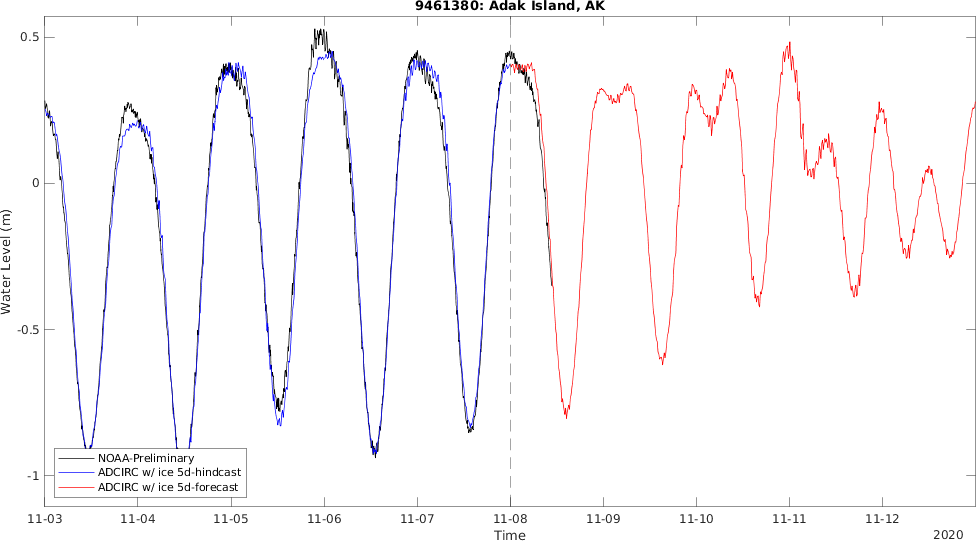 9461380: Adak Island, AK
Water Level (m)
0.5
0
-0.5
-1
NOAA-Preliminary
ADCIRC w/ ice 5d-hindcast
ADCIRC w/ ice 5d-forecast
11-03 11-04 11-05 11-06 11-07 11-08 11-09 11-10 11-11 11-12
Time
2020